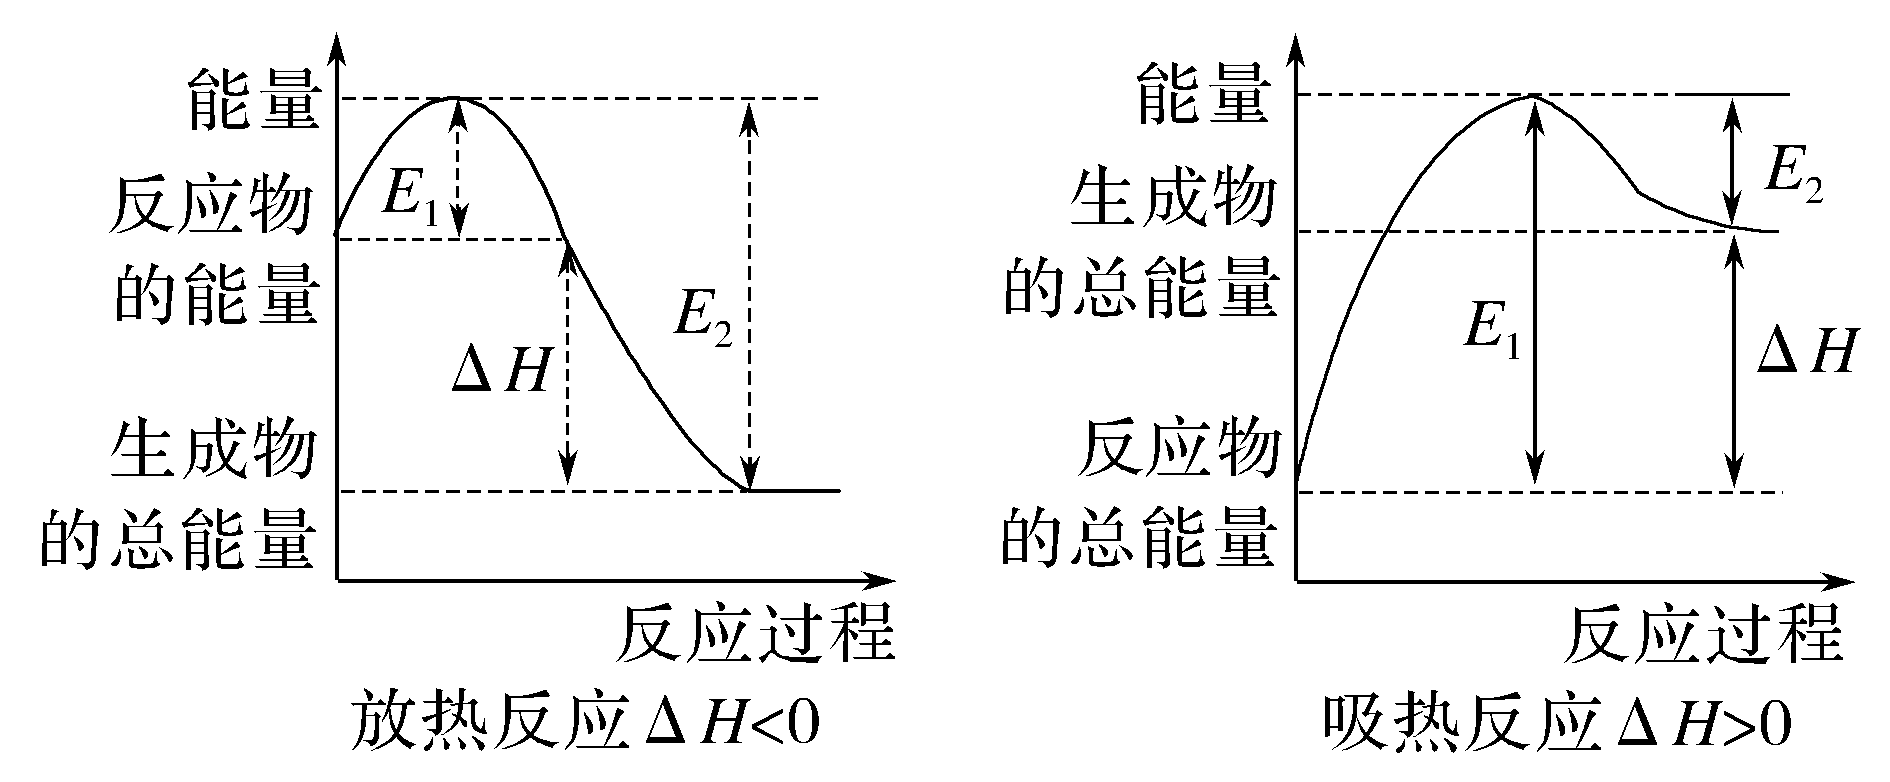 能量
反应物
的能量
E₁
E₂
ΔH
生成物
的总能量
反应过程
放热反应ΔH<0
能量
生成物
的总能量
E₂
E₁
ΔH
反应物
的总能量
反应过程
吸热反应ΔH>0